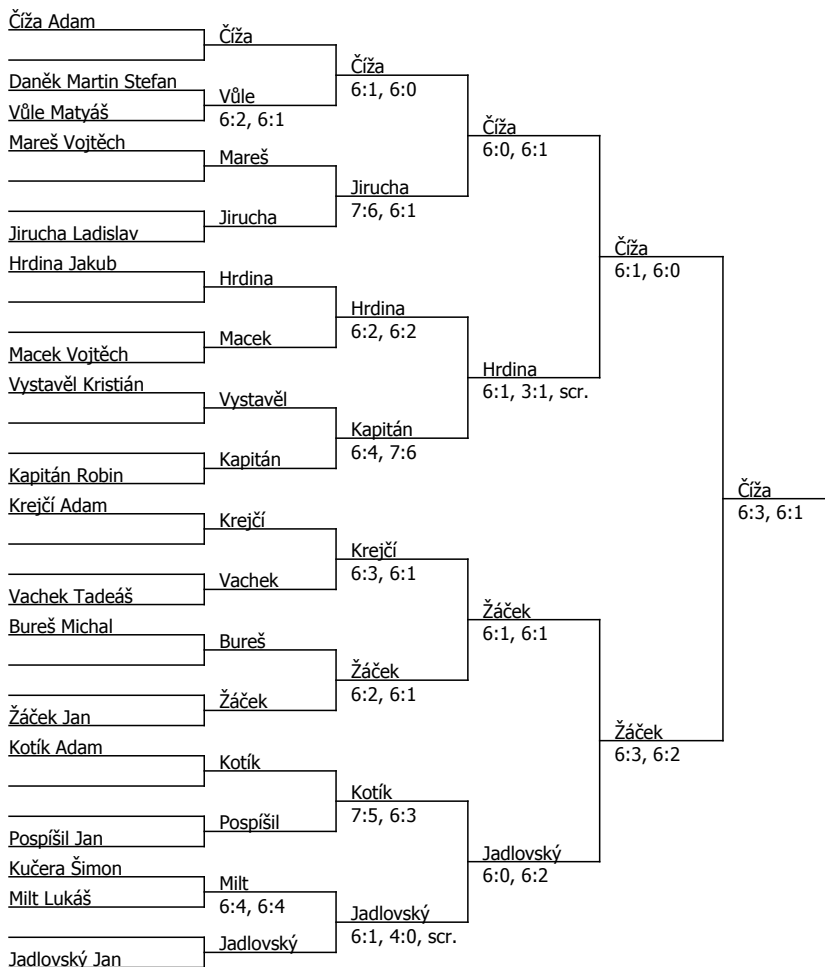 Číža Adam
Číža
Číža
6:1, 6:0
Daněk Martin Stefan
Vůle
6:2, 6:1
Vůle Matyáš
Číža
6:0, 6:1
Mareš Vojtěch
Mareš
Jirucha
7:6, 6:1
Jirucha
Jirucha Ladislav
Číža
6:1, 6:0
Hrdina Jakub
Hrdina
Hrdina
6:2, 6:2
Macek
Macek Vojtěch
Hrdina
6:1, 3:1, scr.
Vystavěl Kristián
Vystavěl
Kapitán
6:4, 7:6
Kapitán
Kapitán Robin
Číža
6:3, 6:1
Krejčí Adam
Krejčí
Krejčí
6:3, 6:1
Vachek
Vachek Tadeáš
Žáček
6:1, 6:1
Bureš Michal
Bureš
Žáček
6:2, 6:1
Žáček
Žáček Jan
Žáček
6:3, 6:2
Kotík Adam
Kotík
Kotík
7:5, 6:3
Pospíšil
Pospíšil Jan
Jadlovský
6:0, 6:2
Kučera Šimon
Milt
6:4, 6:4
Milt Lukáš
Jadlovský
6:1, 4:0, scr.
Jadlovský
Jadlovský Jan